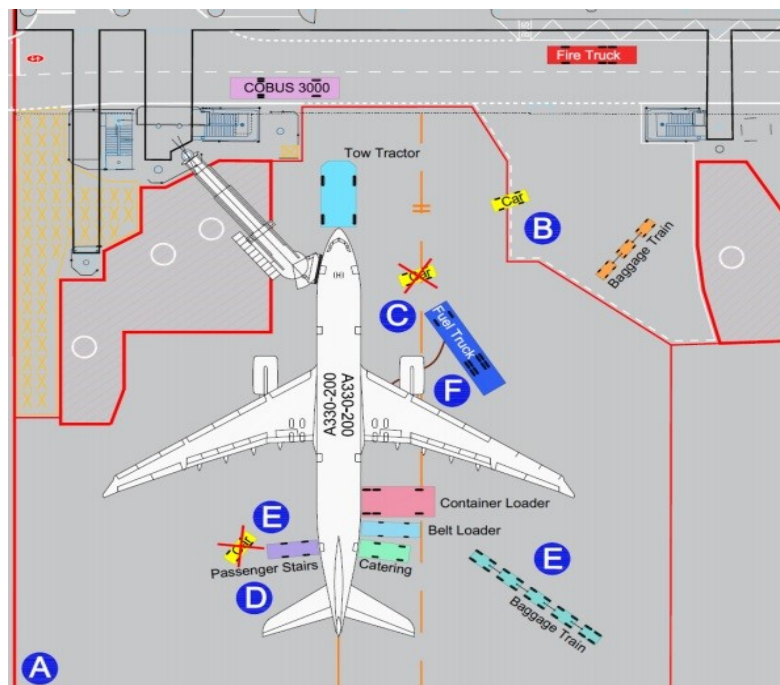 Fire Truck
COBUS 3000
Tow Tractor
Car
B
Baggage Train
Car
C
Fuel Truck
F
A330-200
A330-200
Container Loader
E
Belt Loader
Car
Passenger Stairs
Catering
E
D
Baggage Train
A